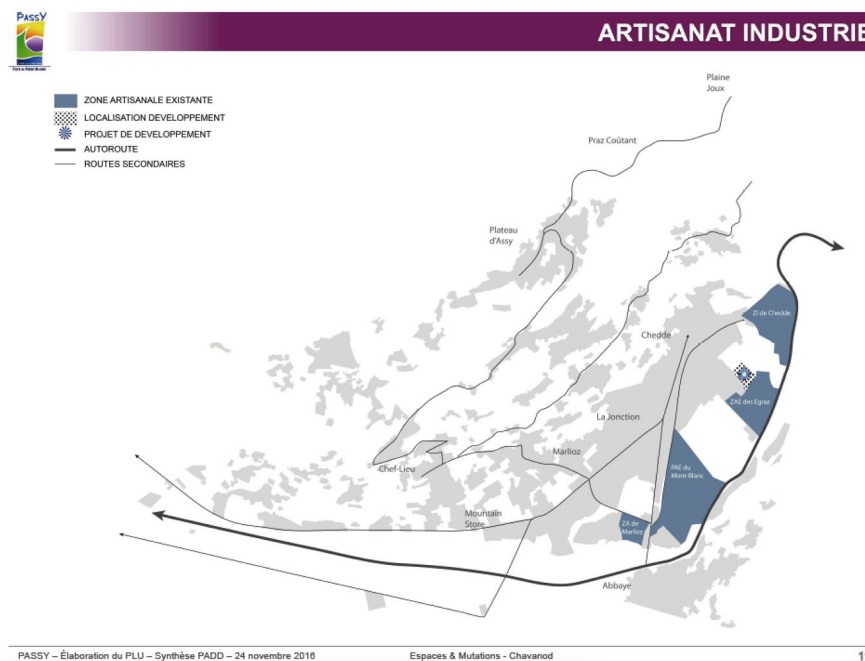 PASSY
ARTISANAT INDUSTRIE
ZONE ARTISANALE EXISTANTE
LOCALISATION DEVELOPPEMENT
PROJET DE DEVELOPPEMENT
AUTOROUTE
ROUTES SECONDAIRES
Plaine
Joux
Praz Coûtant
Plateau
d'Assy
ZI de Chedde
Chedde
ZAE des Egraz
La Jonction
Marlioz
PAE du
Mont-Blanc
Chef-Lieu
Mountain
Store
ZA de
Marlioz
Abbaye
PASSY – Élaboration du PLU – Synthèse PADD – 24 novembre 2016
Espaces & Mutations - Chavanod
1